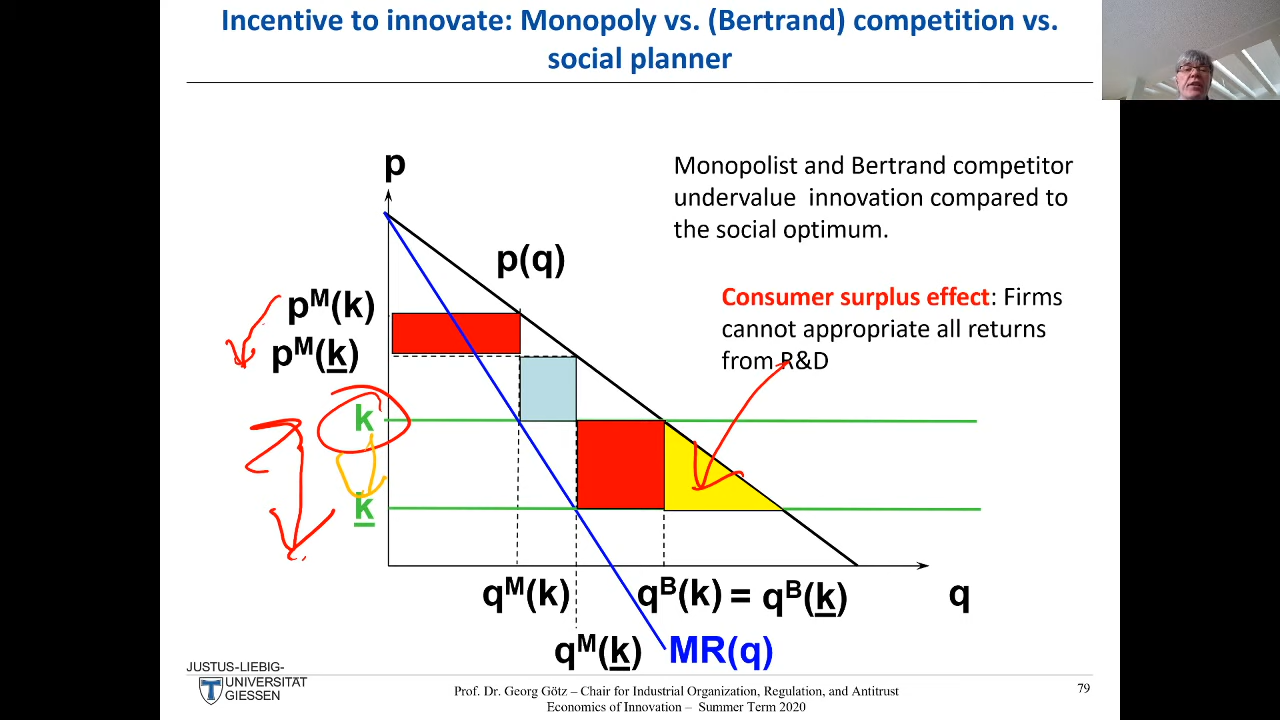 Incentive to innovate: Monopoly vs. (Bertrand) competition vs.
social planner
p
Monopolist and Bertrand competitor
undervalue innovation compared to
the social optimum.
p(q)
Consumer surplus effect: Firms
cannot appropriate all returns
from R&D
pᴹ(k)
pᴹ(k̲)
k
k̲
qᴹ(k)
qᴮ(k) = qᴮ(k̲)
q
qᴹ(k̲)
MR(q)
JUSTUS-LIEBIG-
UNIVERSITÄT
GIESSEN
Prof. Dr. Georg Götz – Chair for Industrial Organization, Regulation, and Antitrust
Economics of Innovation – Summer Term 2020
79